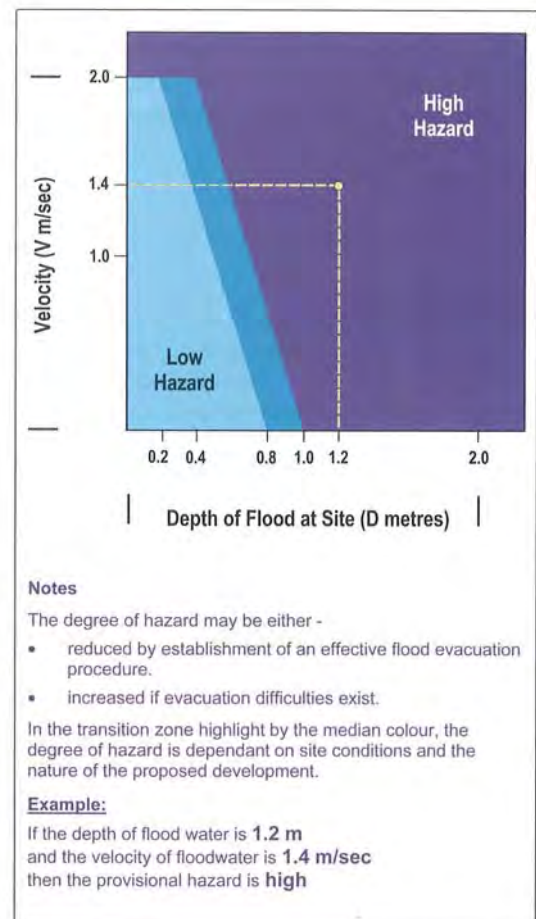 2.0
High
Hazard
1.4
Velocity (V m/sec)
1.0
Low
Hazard
0.2 0.4 0.8 1.0 1.2 2.0
Depth of Flood at Site (D metres)
Notes
The degree of hazard may be either -
• reduced by establishment of an effective flood evacuation
procedure.
• increased if evacuation difficulties exist.
In the transition zone highlight by the median colour, the
degree of hazard is dependant on site conditions and the
nature of the proposed development.
Example:
If the depth of flood water is 1.2 m
and the velocity of floodwater is 1.4 m/sec
then the provisional hazard is high